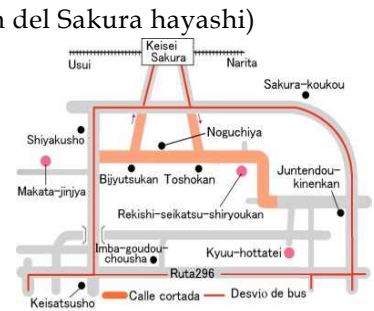 n del Sakura hayashi)
Keisei
Sakura
Usui
Narita
Sakura-koukou
Shiyakusho
Noguchiya
Makata-jinjya
Bijyutsukan
Toshokan
Juntendou-
kinenkan
Rekishi-seikatsu-shiryoukan
Imba-goudou-
chousha
Kyuu-hottatei
Ruta296
Keisatsusho
Calle cortada
Desvio de bus